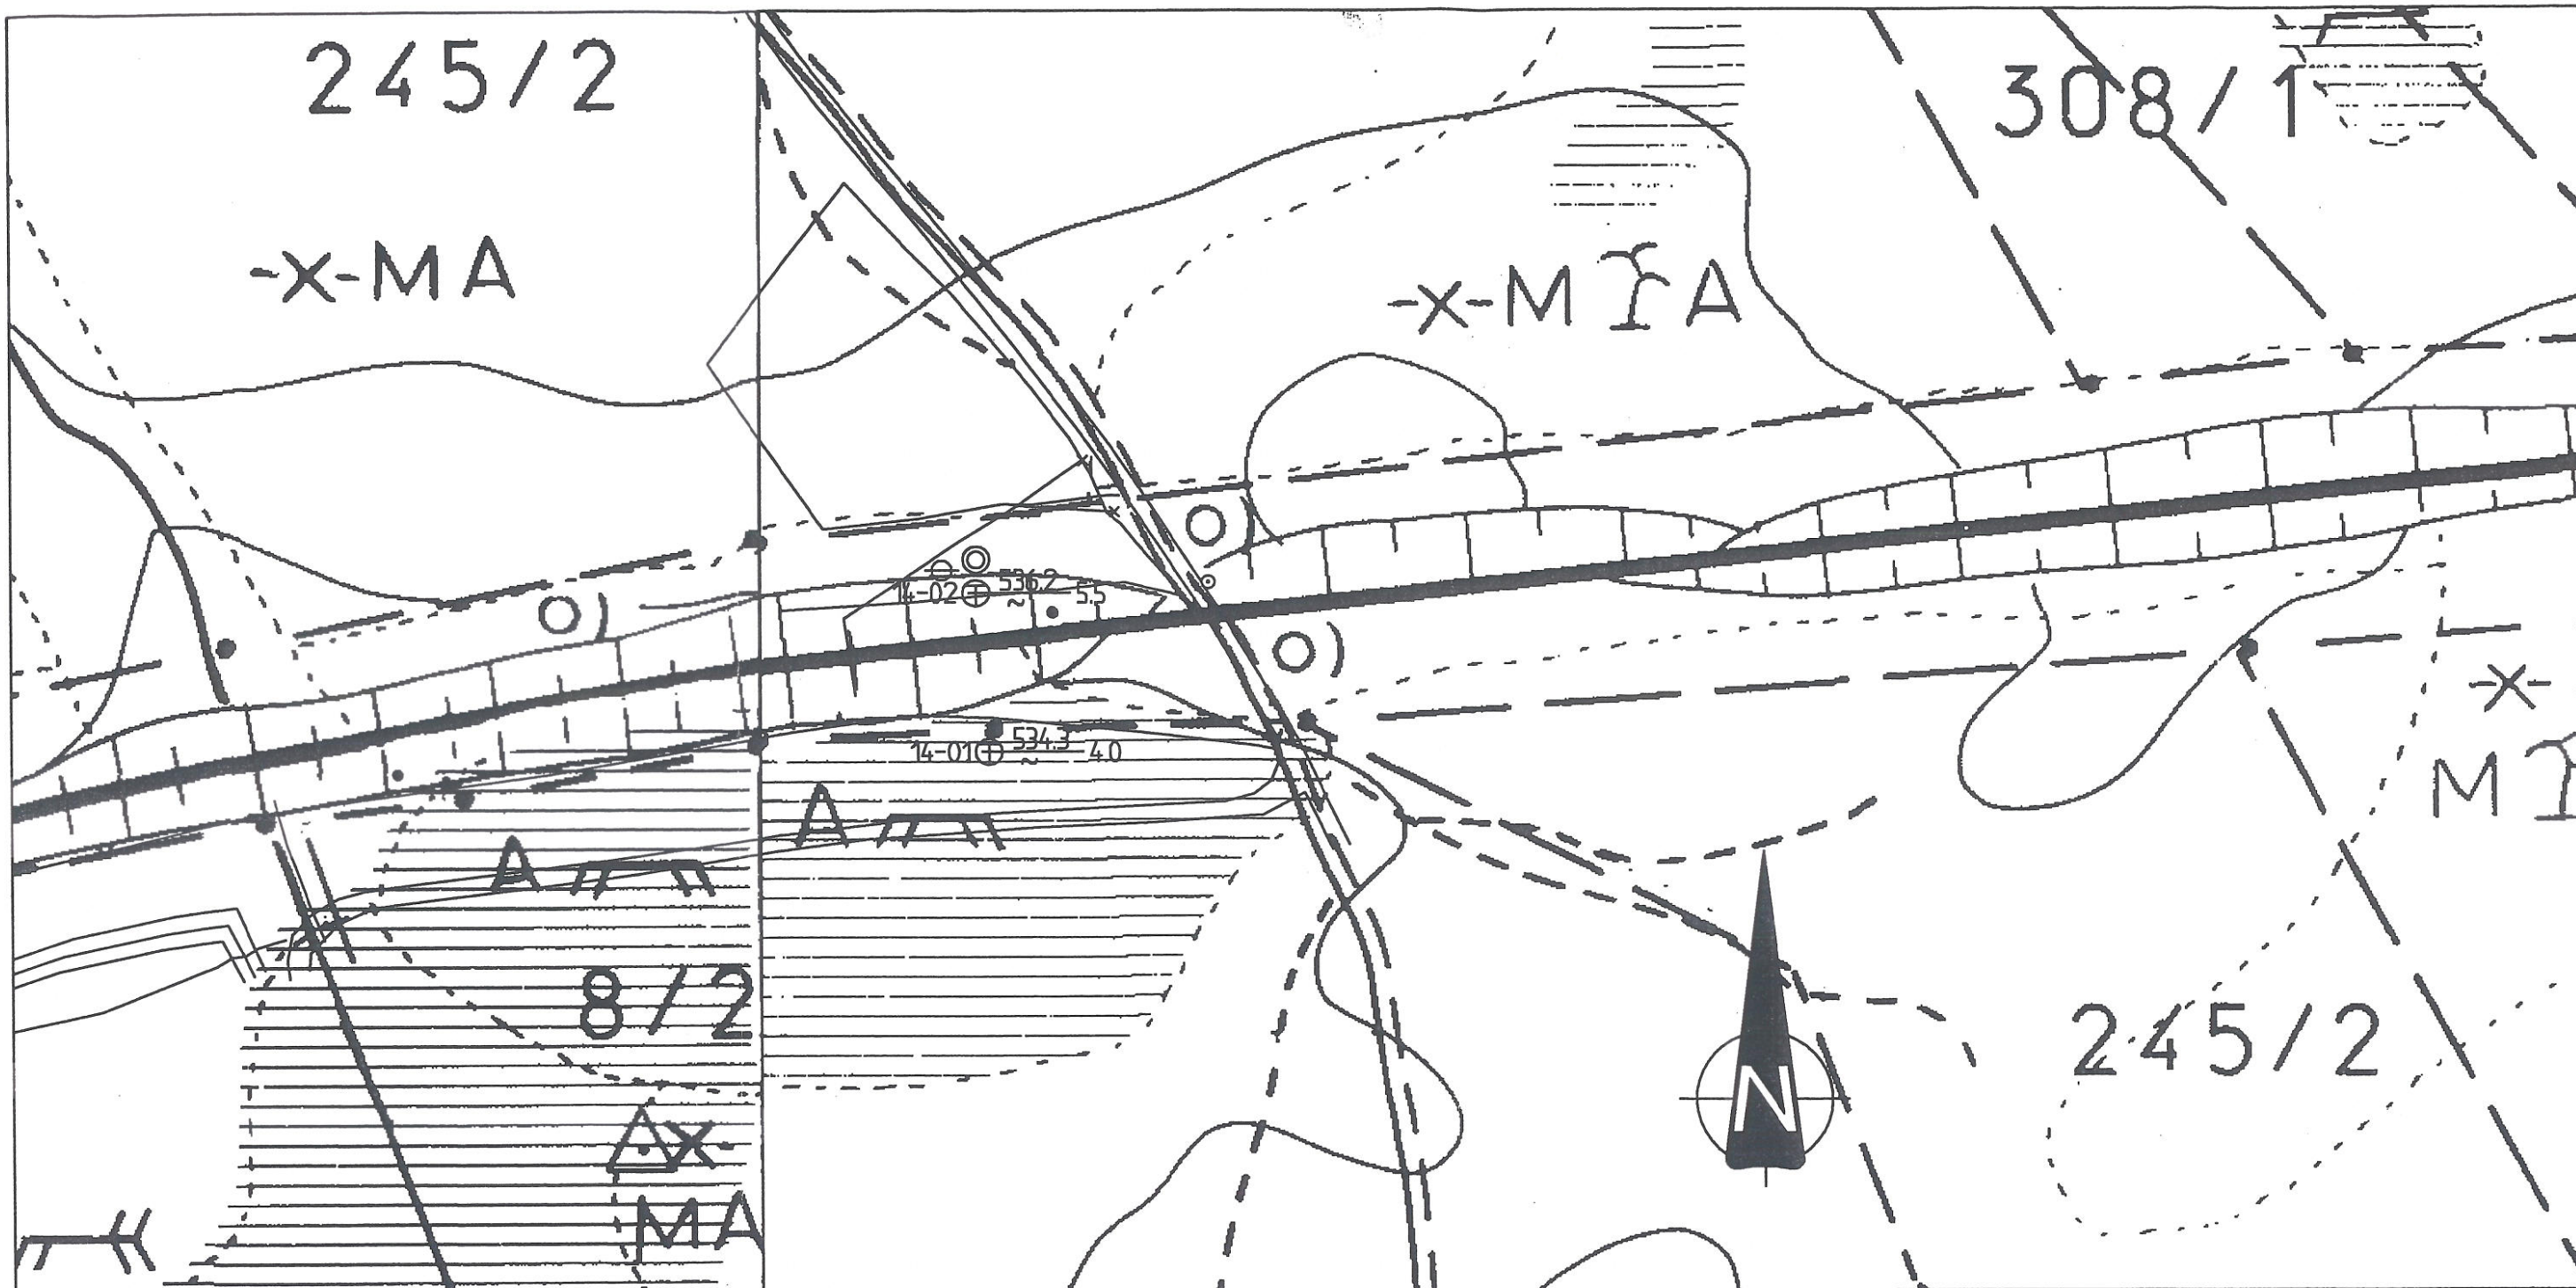 245/2
308/1
-x-MA
-x-M A
536.2
14-02 ~ 5.5
534.3
14-01 ~ 4.0
A
A
x
M
8/2
245/2
N
x-
MA